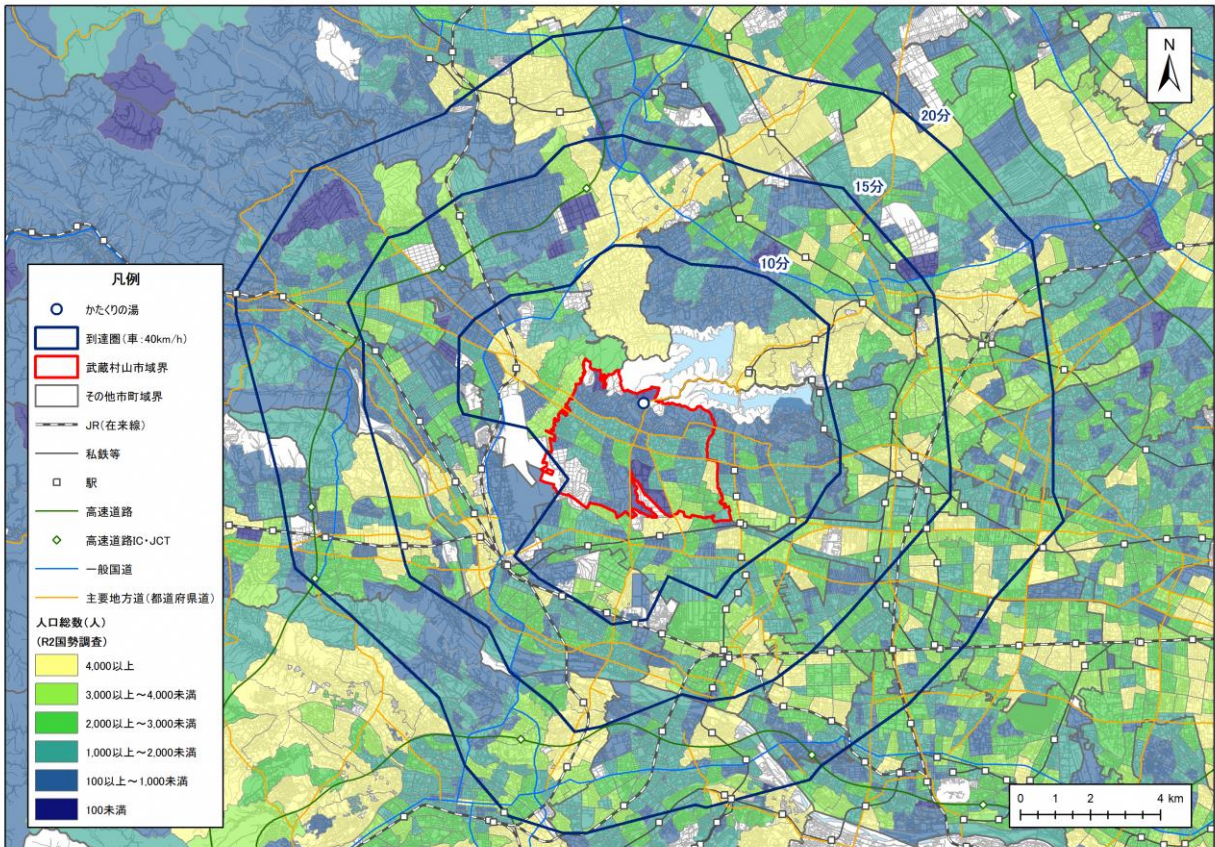 N
20分
15分
10分
凡例
かたくりの湯
到達圏(車:40km/h)
武蔵村山市域界
その他市町域界
JR(在来線)
私鉄等
駅
高速道路
高速道路IC・JCT
一般国道
主要地方道(都道府県道)
人口総数(人)
(R2国勢調査)
4,000以上
3,000以上~4,000未満
2,000以上~3,000未満
1,000以上~2,000未満
100以上~1,000未満
100未満
0 1 2 4 km